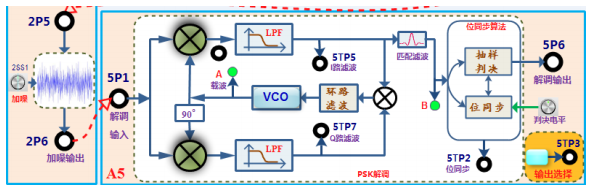 2P5
2SS1
加噪
2P6
加噪输出
5P1
解调
输入
A5
LPF
5TP5
I路滤波
A
载波
VCO
环路
滤波
90°
LPF
5TP7
Q路滤波
PSK解调
匹配滤波
B
位同步算法
抽样
判决
位同步
5TP2
位同步
5P6
解调输出
判决电平
5TP3
输出选择